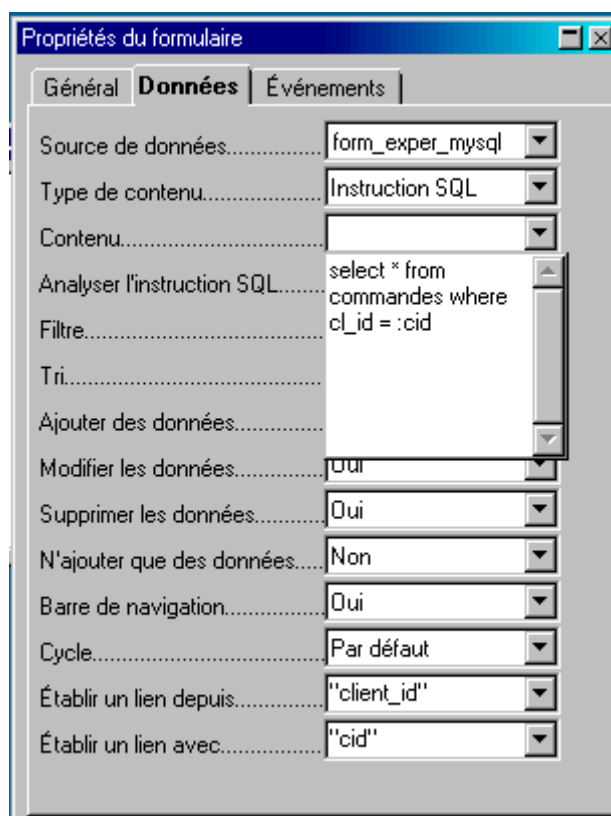 Propriétés du formulaire
Général Données Événements
Source de données................ form_exper_mysql
Type de contenu.................... Instruction SQL
Contenu..................................
Analyser l'instruction SQL.......
select * from
commandes where
cl_id = :cid
Filtre.........................................
Tri.............................................
Ajouter des données..............
Modifier les données.............. Oui
Supprimer les données........... Oui
N'ajouter que des données..... Non
Barre de navigation................ Oui
Cycle....................................... Par défaut
Établir un lien depuis.............. "client_id"
Établir un lien avec................. "cid"